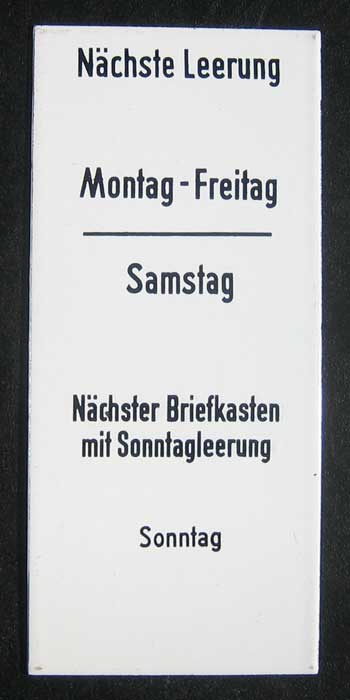 Nächste Leerung
Montag - Freitag
Samstag
Nächster Briefkasten
mit Sonntagleerung
Sonntag